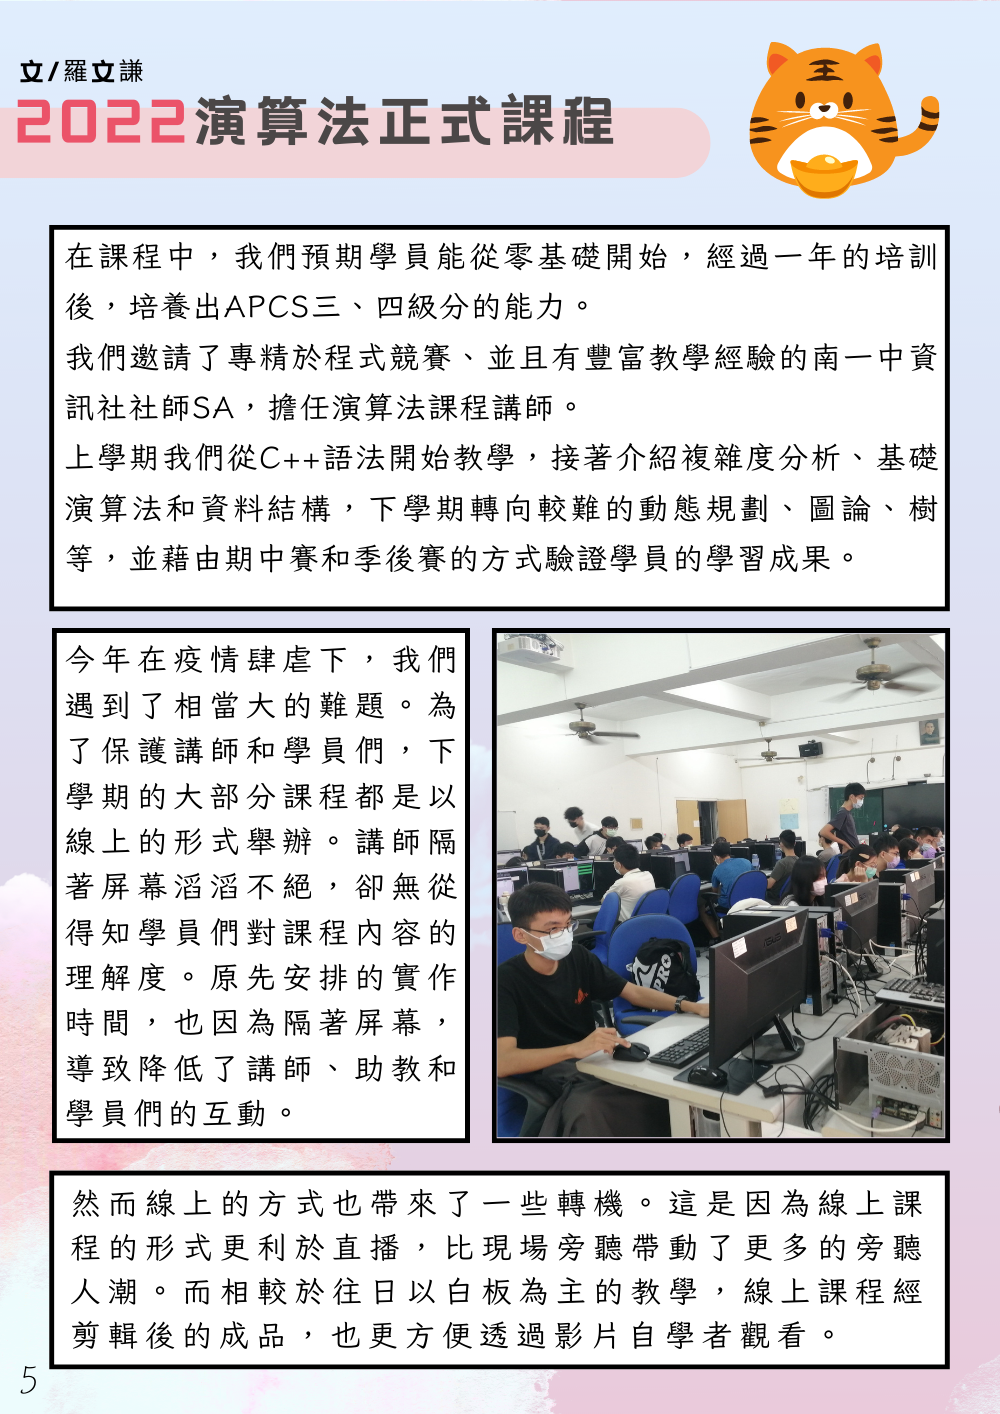 文/羅文謙
2022演算法正式課程
在課程中，我們預期學員能從零基礎開始，經過一年的培訓
後，培養出APCS三、四級分的能力。
我們邀請了專精於程式競賽、並且有豐富教學經驗的南一中資
訊社社師SA，擔任演算法課程講師。
上學期我們從C++語法開始教學，接著介紹複雜度分析、基礎
演算法和資料結構，下學期轉向較難的動態規劃、圖論、樹
等，並藉由期中賽和季後賽的方式驗證學員的學習成果。
今年在疫情肆虐下，我們
遇到了相當大的難題。為
了保護講師和學員們，下
學期的大部分課程都是以
線上的形式舉辦。講師隔
著屏幕滔滔不絕，卻無從
得知學員們對課程內容的
理解度。原先安排的實作
時間，也因為隔著屏幕，
導致降低了講師、助教和
學員們的互動。
PRO
ASUS
然而線上的方式也帶來了一些轉機。這是因為線上課
程的形式更利於直播，比現場旁聽帶動了更多的旁聽
人潮。而相較於往日以白板為主的教學，線上課程經
剪輯後的成品，也更方便透過影片自學者觀看。
5